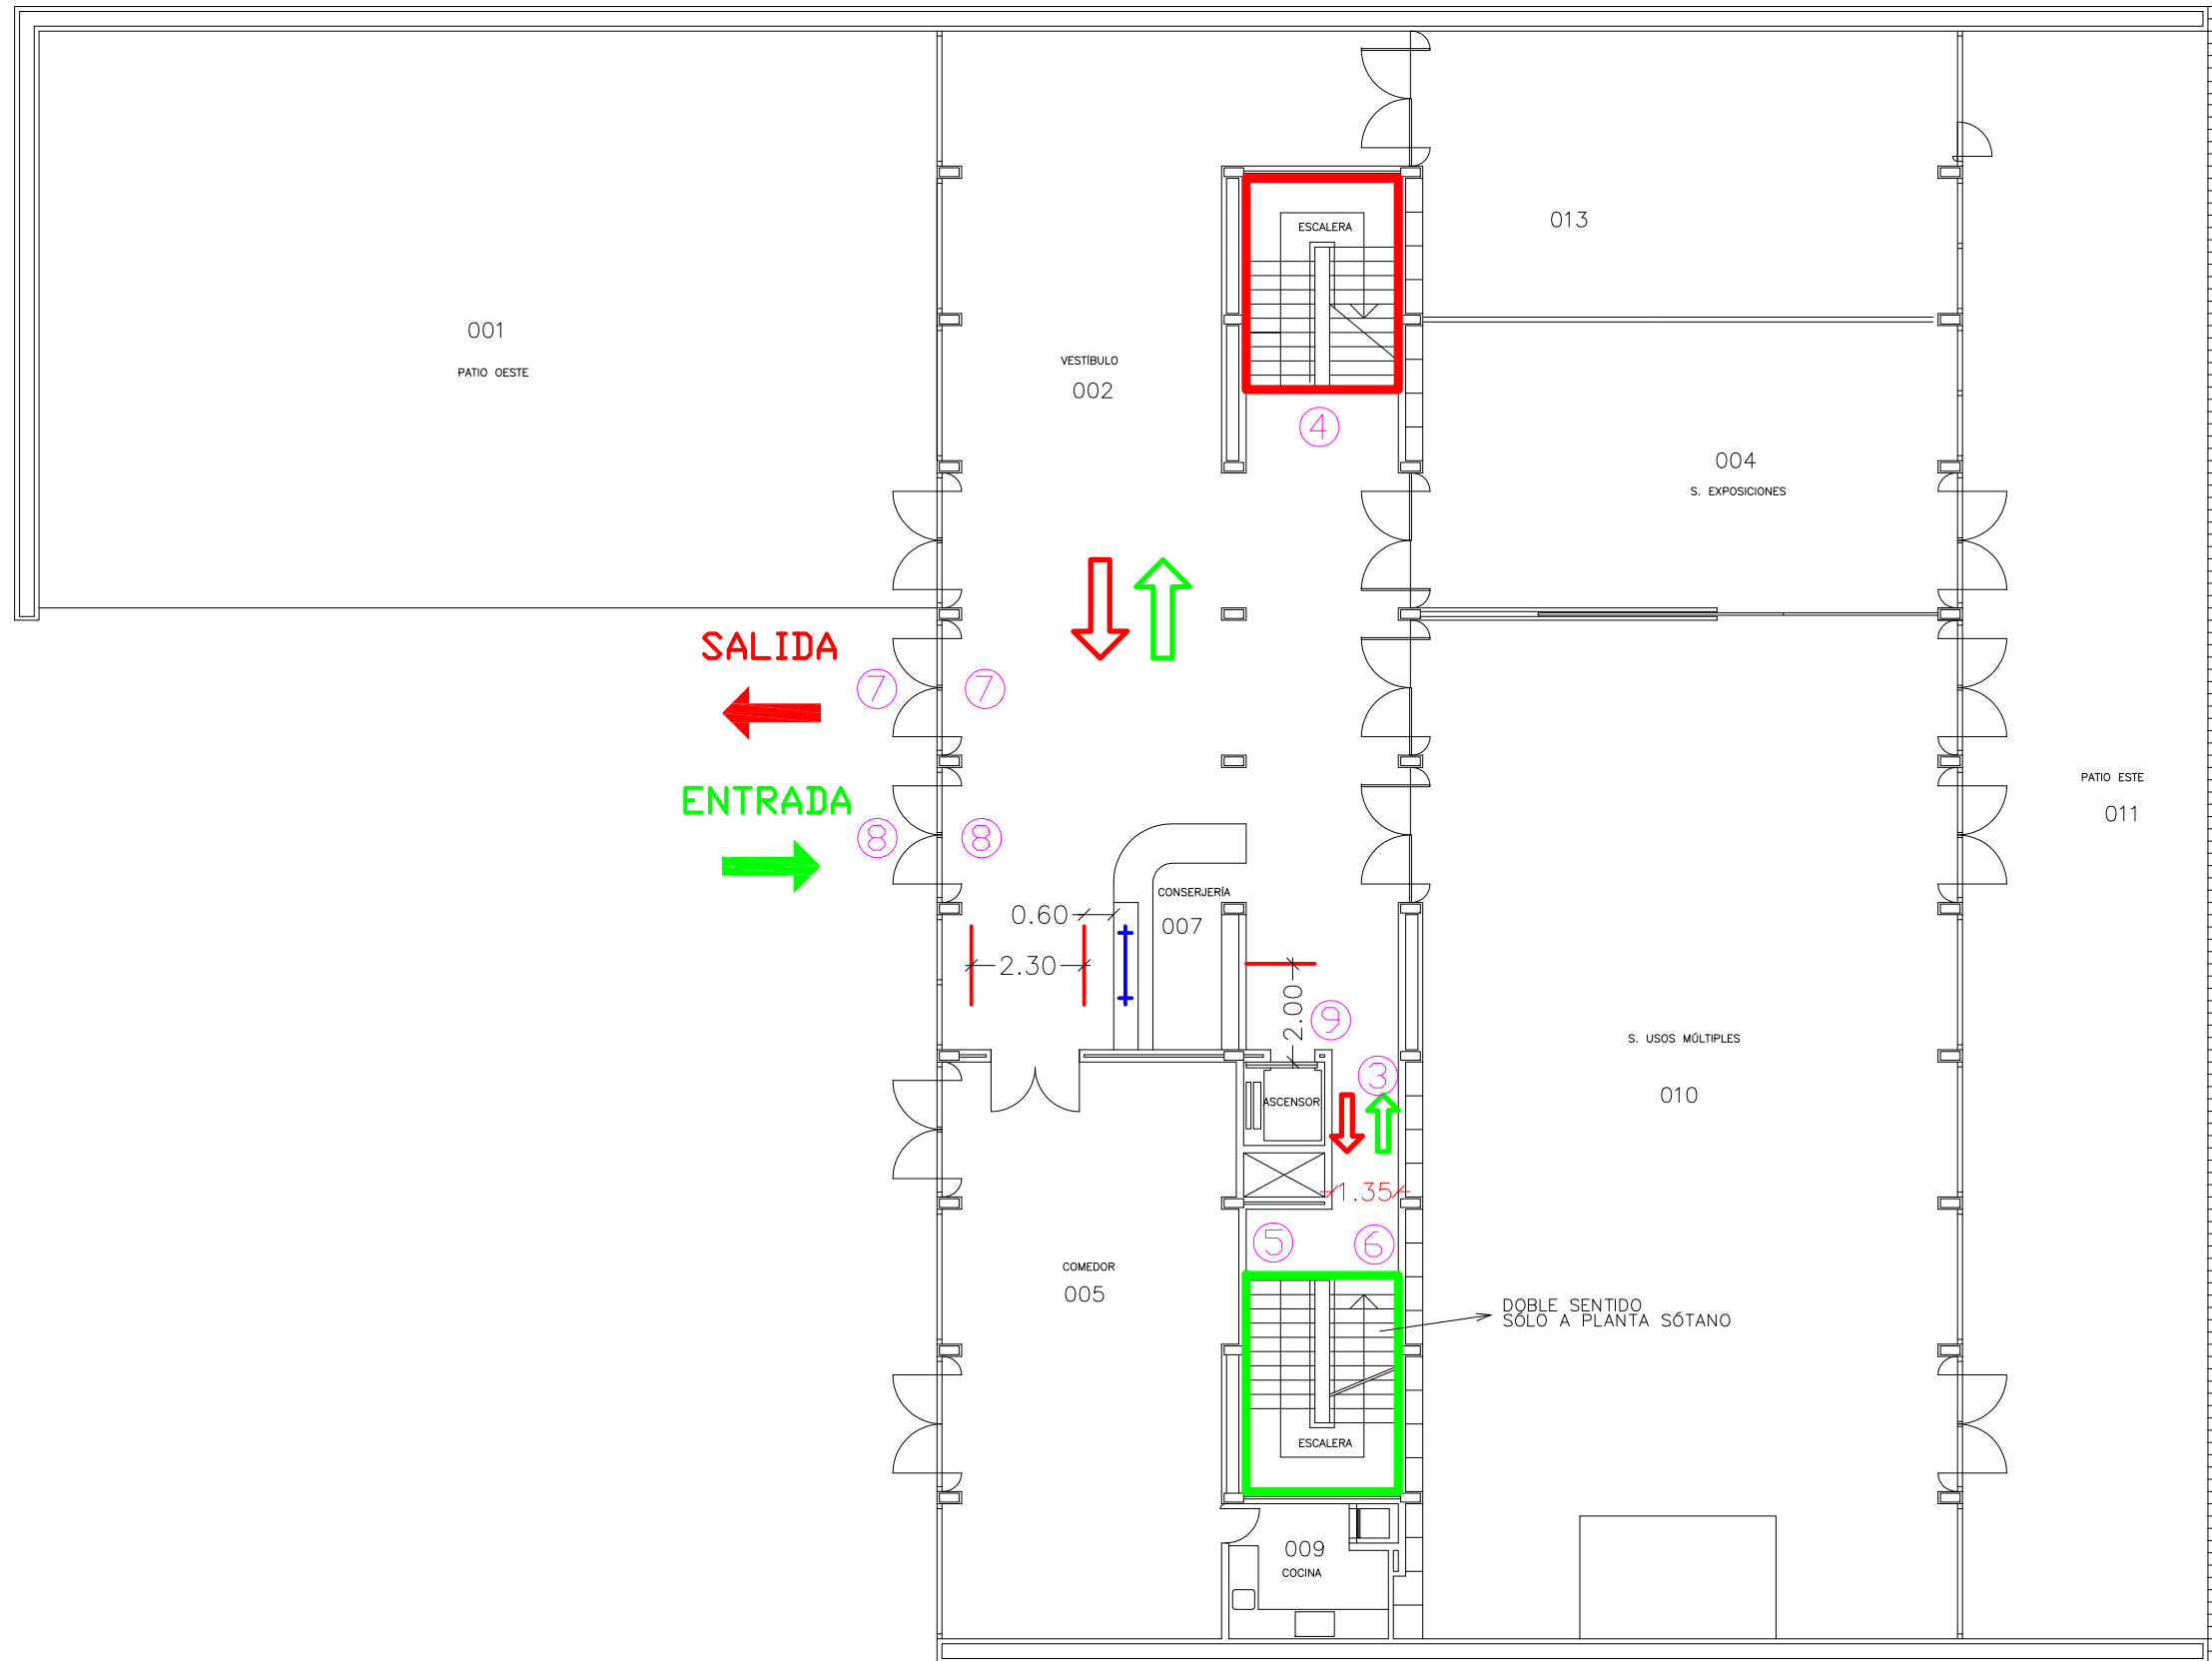 ESCALERA
013
001
PATIO OESTE
VESTÍBULO
002
4
004
S. EXPOSICIONES
SALIDA
7
7
ENTRADA
8
8
PATIO ESTE
011
CONSERJERÍA
007
0.60
2.30
2.00
9
S. USOS MÚLTIPLES
010
3
ASCENSOR
1.35
5
6
COMEDOR
005
DOBLE SENTIDO
SÓLO A PLANTA SÓTANO
ESCALERA
009
COCINA